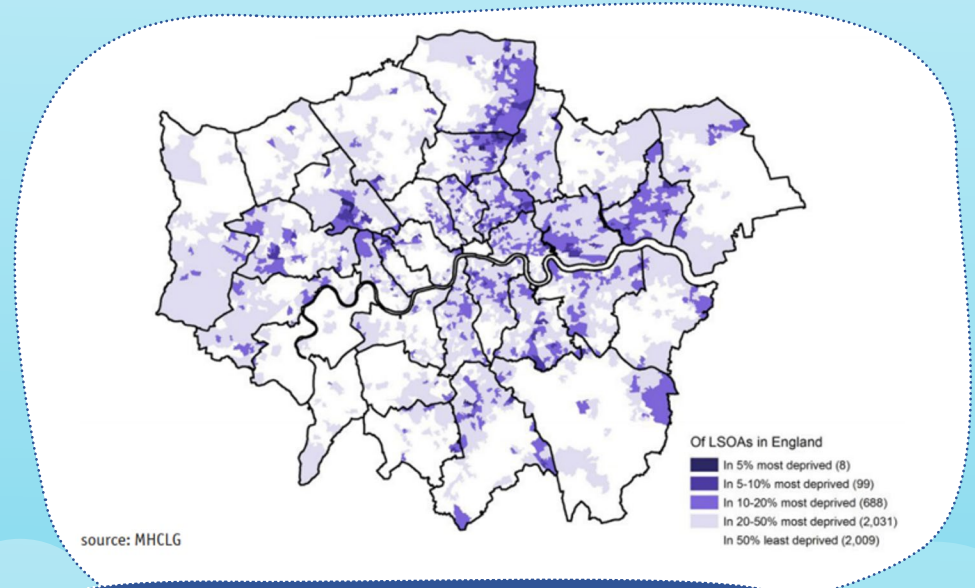 Of LSOAs in England
In 5% most deprived (8)
In 5-10% most deprived (99)
In 10-20% most deprived (688)
In 20-50% most deprived (2,031)
In 50% least deprived (2,009)
source: MHCLG